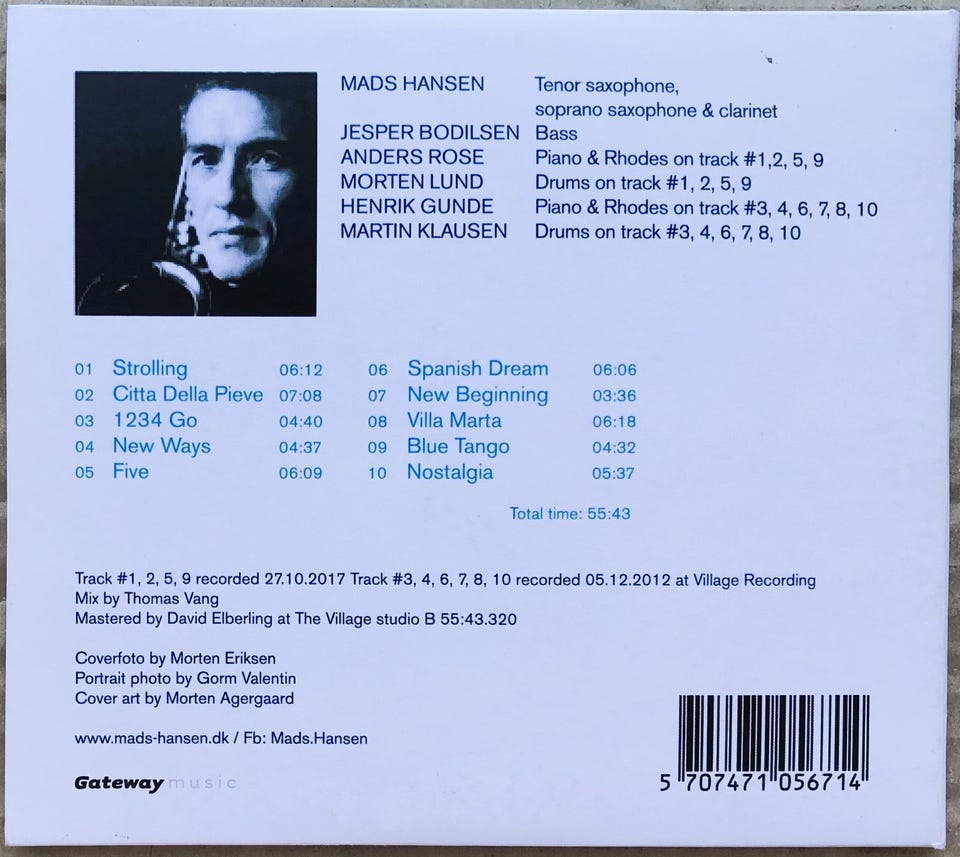 MADS HANSEN Tenor saxophone,
soprano saxophone & clarinet
JESPER BODILSEN Bass
ANDERS ROSE Piano & Rhodes on track #1,2, 5, 9
MORTEN LUND Drums on track #1, 2, 5, 9
HENRIK GUNDE Piano & Rhodes on track #3, 4, 6, 7, 8, 10
MARTIN KLAUSEN Drums on track #3, 4, 6, 7, 8, 10
01 Strolling 06:12
02 Citta Della Pieve 07:08
03 1234 Go 04:40
04 New Ways 04:37
05 Five 06:09
06 Spanish Dream 06:06
07 New Beginning 03:36
08 Villa Marta 06:18
09 Blue Tango 04:32
10 Nostalgia 05:37
Total time: 55:43
Track #1, 2, 5, 9 recorded 27.10.2017 Track #3, 4, 6, 7, 8, 10 recorded 05.12.2012 at Village Recording
Mix by Thomas Vang
Mastered by David Elberling at The Village studio B 55:43.320
Coverfoto by Morten Eriksen
Portrait photo by Gorm Valentin
Cover art by Morten Agergaard
www.mads-hansen.dk / Fb: Mads.Hansen
Gateway music
5 707471 056714